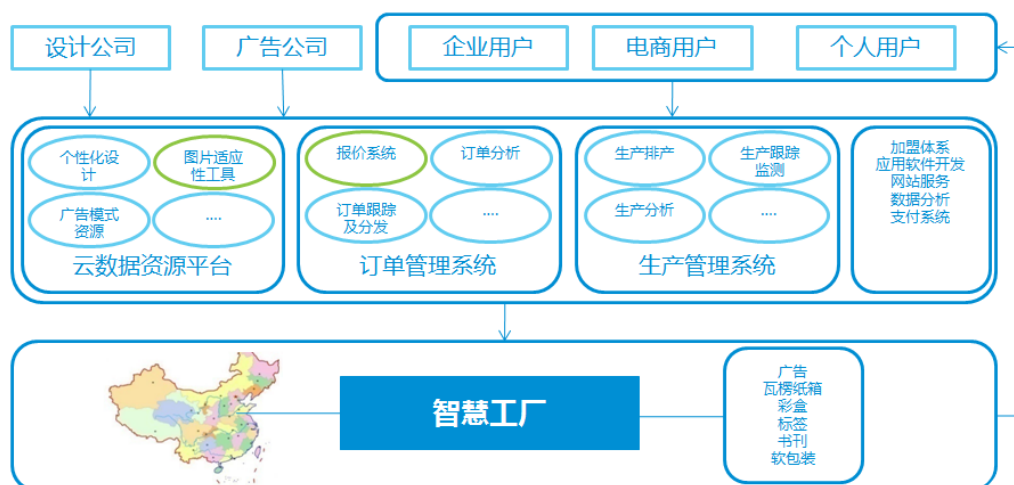 设计公司
广告公司
企业用户
电商用户
个人用户
个性化设
计
图片适应
性工具
广告模式
资源
....
云数据资源平台
报价系统
订单分析
订单跟踪
及分发
....
订单管理系统
生产排产
生产跟踪
监测
生产分析
....
生产管理系统
加盟体系
应用软件开发
网站服务
数据分析
支付系统
智慧工厂
广告
瓦楞纸箱
彩盒
标签
书刊
软包装